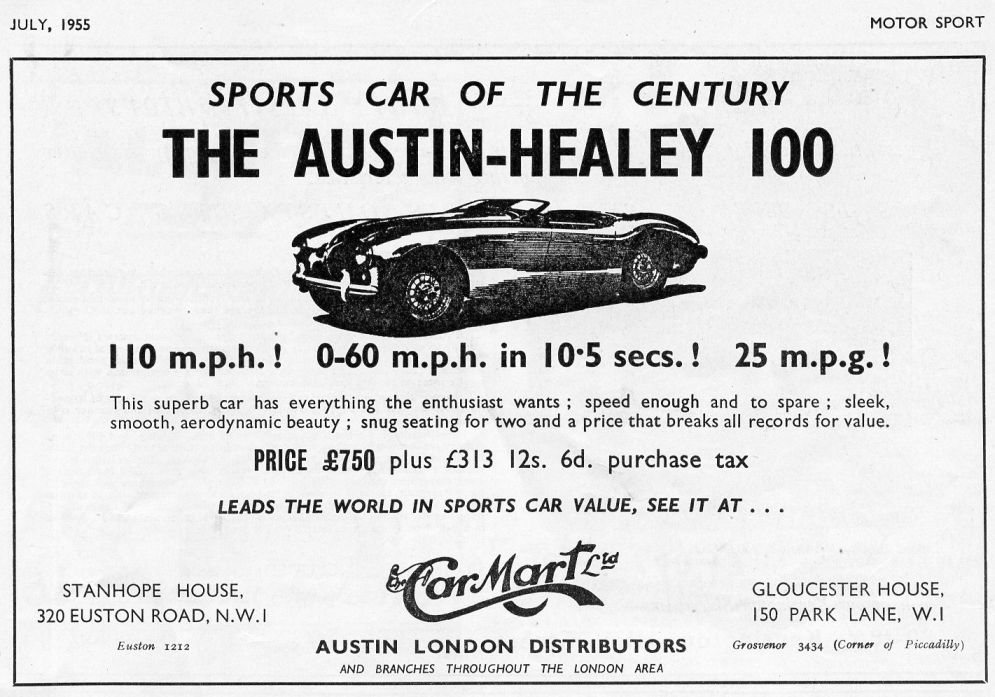 JULY, 1955
MOTOR SPORT
SPORTS CAR OF THE CENTURY
THE AUSTIN-HEALEY 100
110 m.p.h. ! 0-60 m.p.h. in 10·5 secs. ! 25 m.p.g. !
This superb car has everything the enthusiast wants ; speed enough and to spare ; sleek,
smooth, aerodynamic beauty ; snug seating for two and a price that breaks all records for value.
PRICE £750 plus £313 12s. 6d. purchase tax
LEADS THE WORLD IN SPORTS CAR VALUE, SEE IT AT . . .
The Car Mart Ltd
STANHOPE HOUSE,
320 EUSTON ROAD, N.W.1
Euston 1212
GLOUCESTER HOUSE,
150 PARK LANE, W.1
Grosvenor 3434 (Corner of Piccadilly)
AUSTIN LONDON DISTRIBUTORS
AND BRANCHES THROUGHOUT THE LONDON AREA